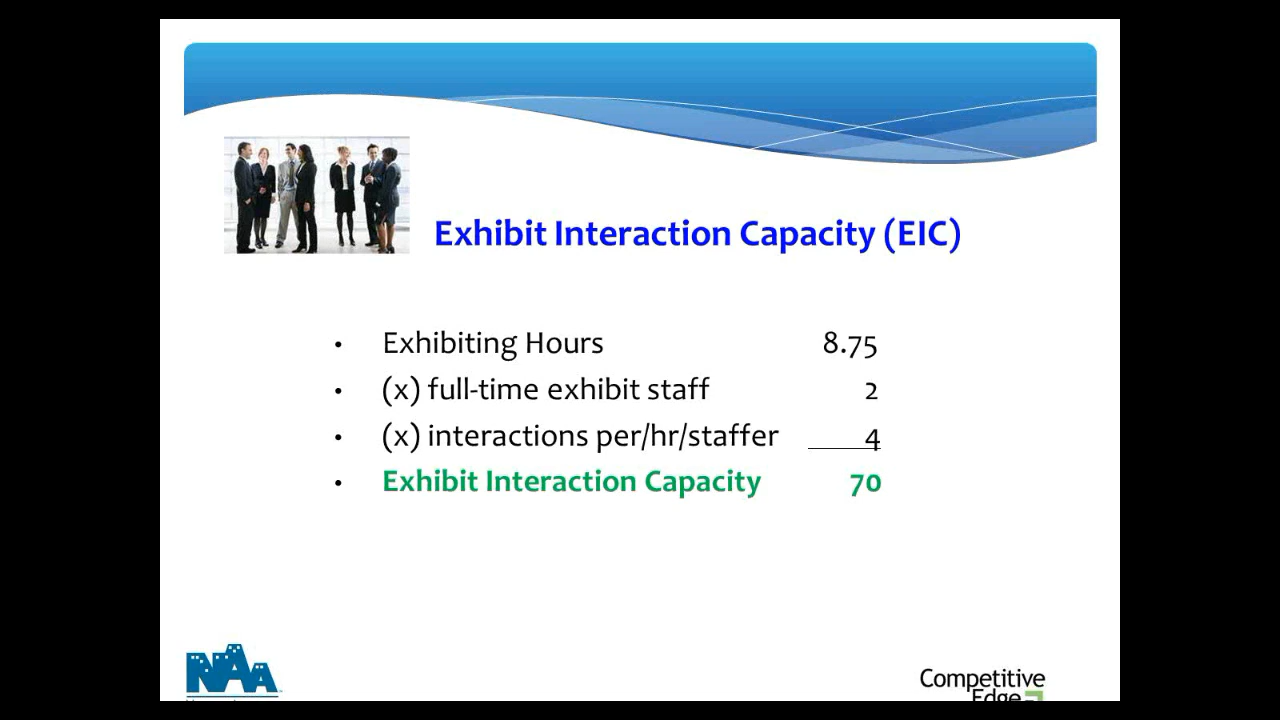 Exhibit Interaction Capacity (EIC)
• Exhibiting Hours 8.75
• (x) full-time exhibit staff 2
• (x) interactions per/hr/staffer 4
• Exhibit Interaction Capacity 70
NAA
Competitive
Edge